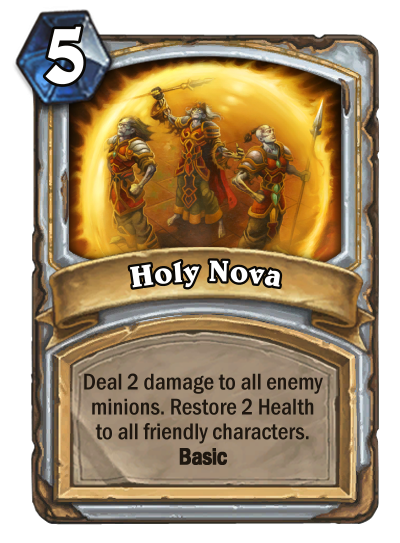 5
Holy Nova
Deal 2 damage to all enemy
minions. Restore 2 Health
to all friendly characters.
Basic